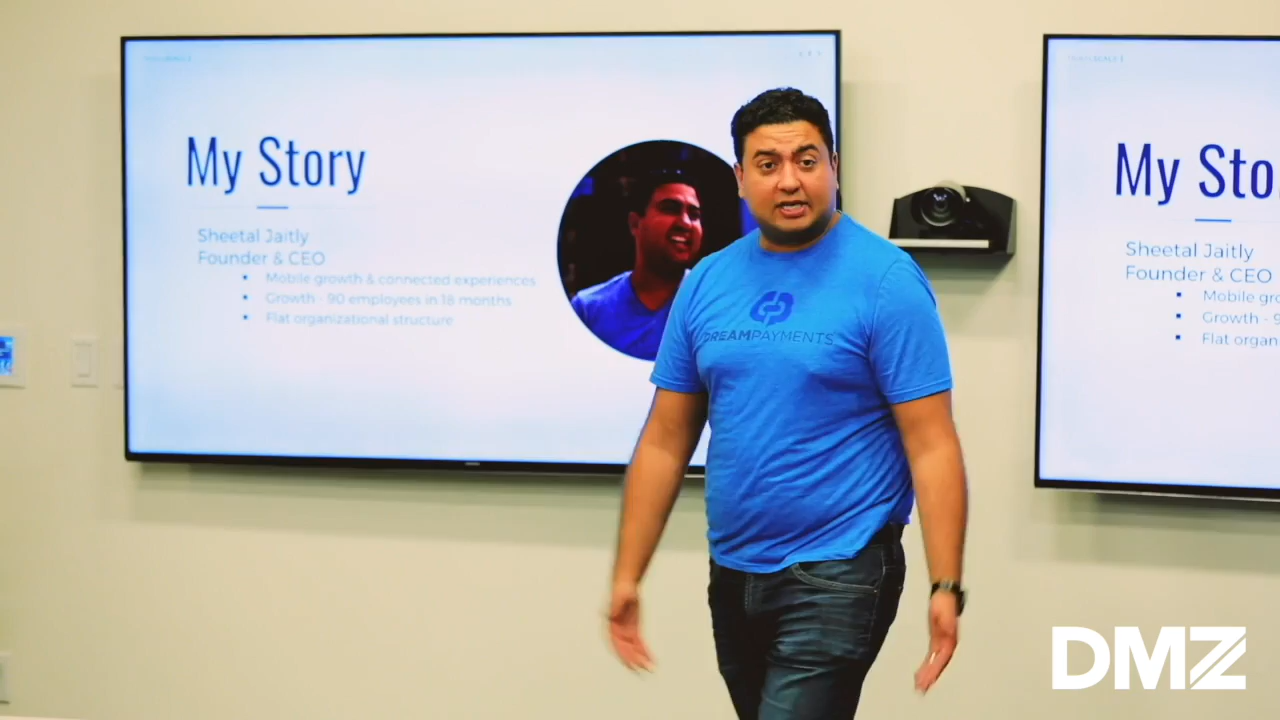 My Story
Sheetal Jaitly
Founder & CEO
Mobile growth & connected experiences
Growth - 90 employees in 18 months
Flat organizational structure
DREAMPAYMENTS
My Sto
Sheetal Jaitly
Founder & CEO
Mobile gro
Growth - 9
Flat organ
DMZ